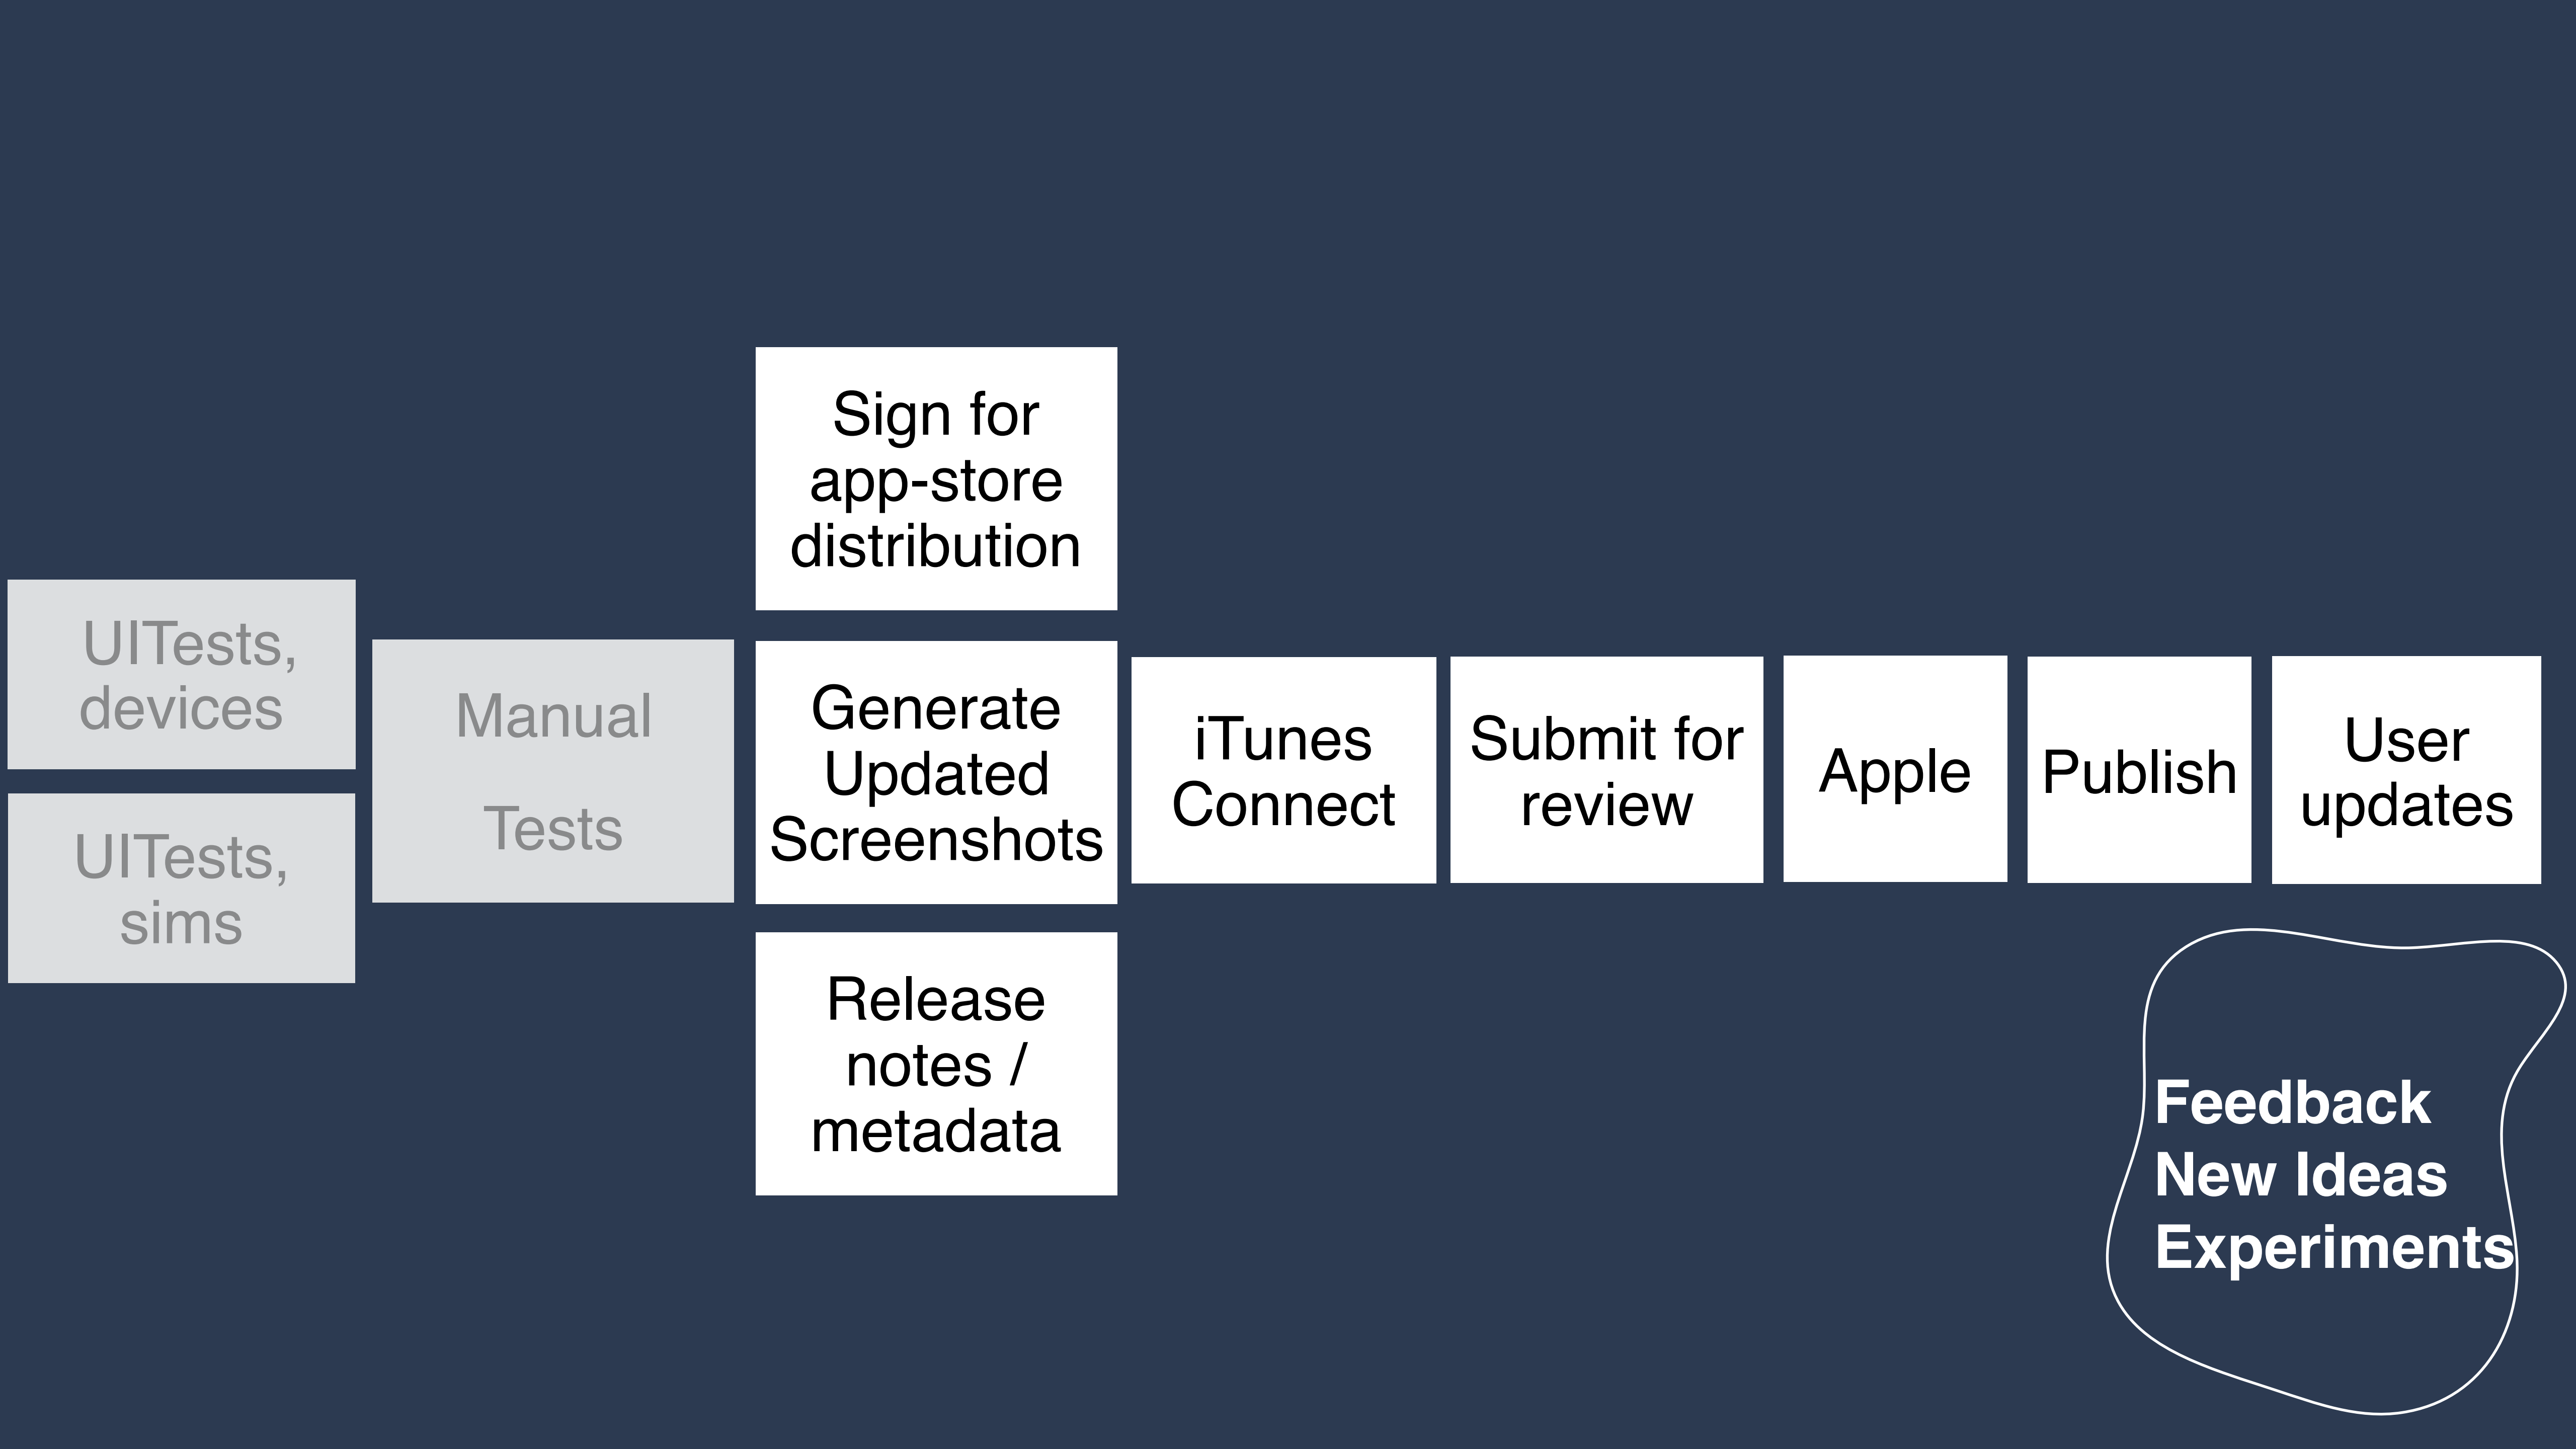 UITests,
devices
UITests,
sims
Manual
Tests
Sign for
app-store
distribution
Generate
Updated
Screenshots
Release
notes /
metadata
iTunes
Connect
Submit for
review
Apple
Publish
User
updates
Feedback
New Ideas
Experiments